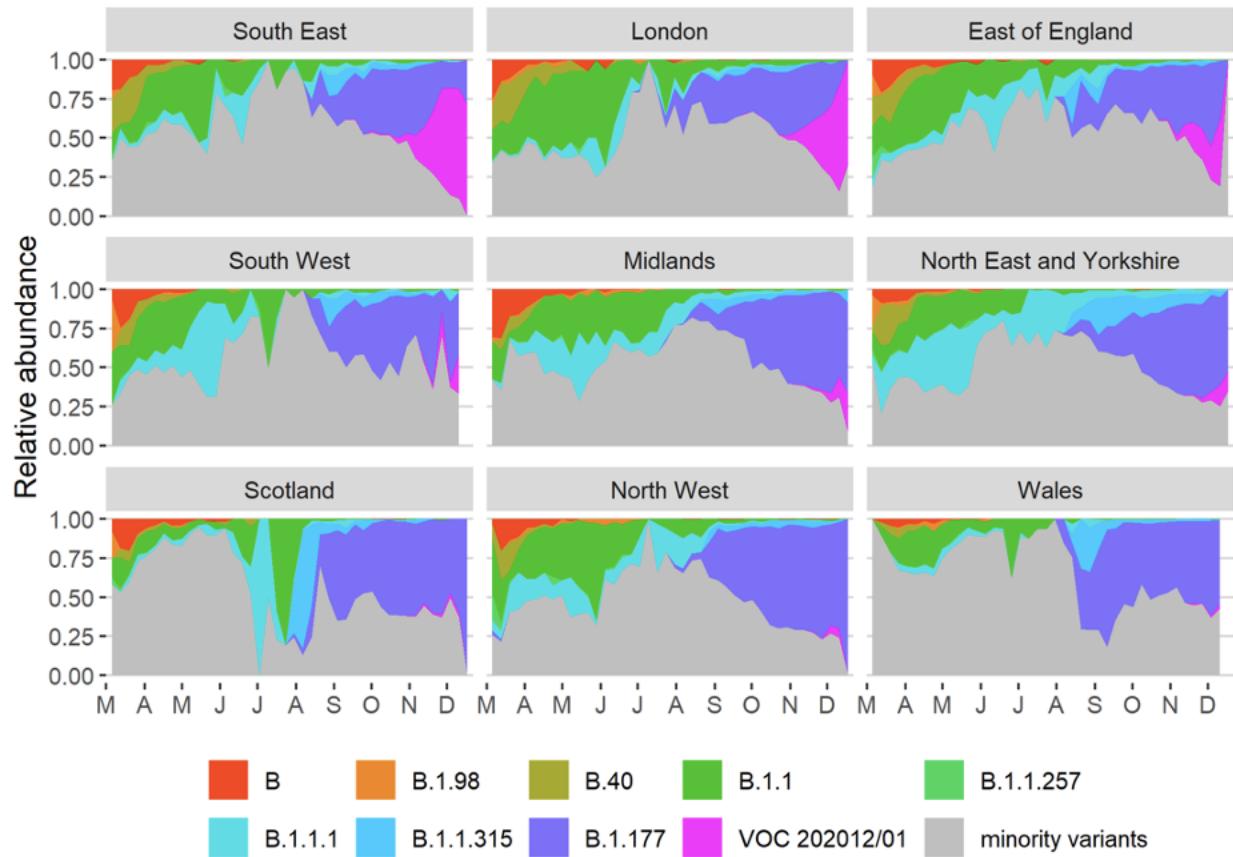 South East London East of England
1.00
0.75
0.50
0.25
0.00
South West Midlands North East and Yorkshire
1.00
0.75
0.50
0.25
0.00
Relative abundance
Scotland North West Wales
1.00
0.75
0.50
0.25
0.00
M A M J J A S O N D M A M J J A S O N D M A M J J A S O N D
B B.1.98 B.40 B.1.1 B.1.1.257
B.1.1.1 B.1.1.315 B.1.177 VOC 202012/01 minority variants